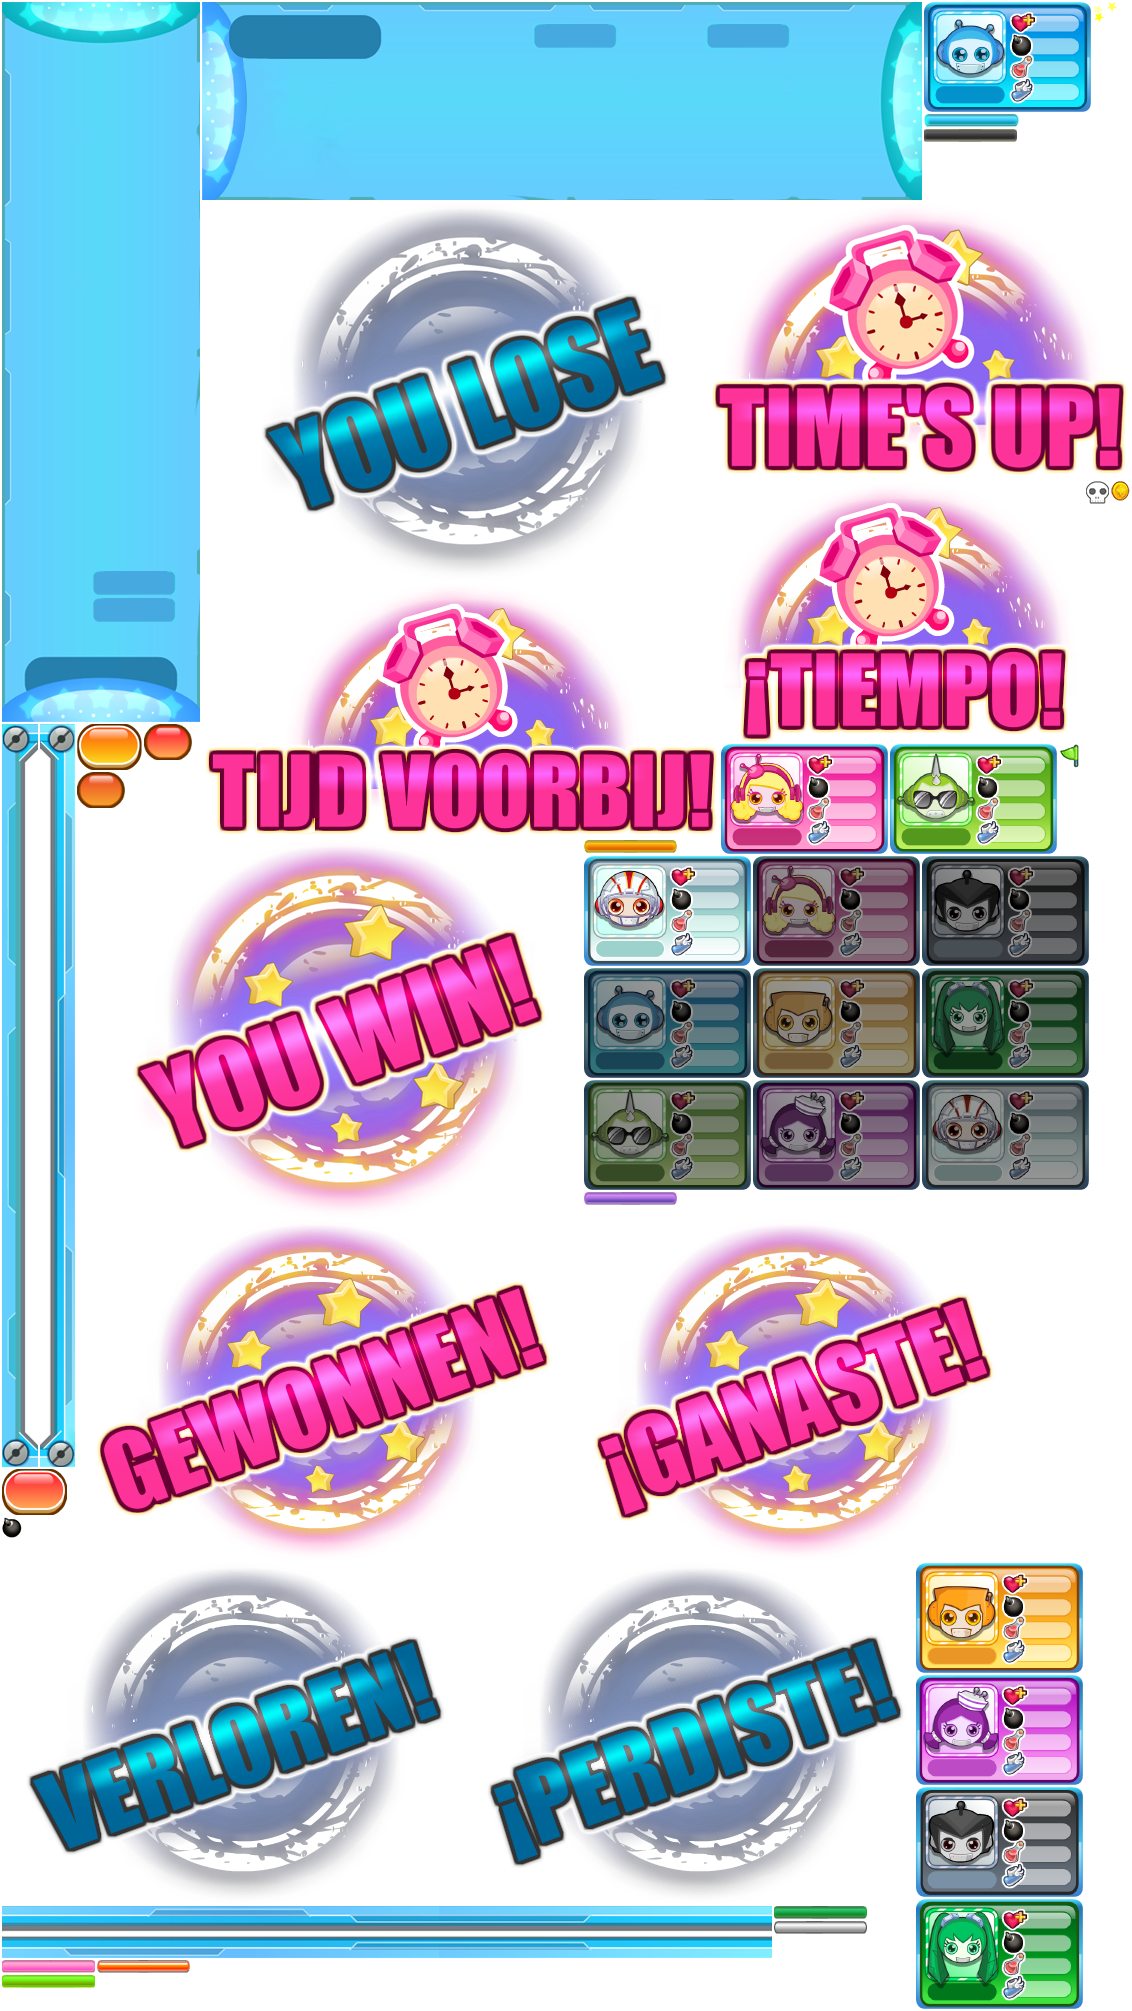 YOU LOSE
TIME'S UP!
¡TIEMPO!
TIJD VOORBIJ!
YOU WIN!
GEWONNEN!
¡GANASTE!
VERLOREN!
¡PERDISTE!